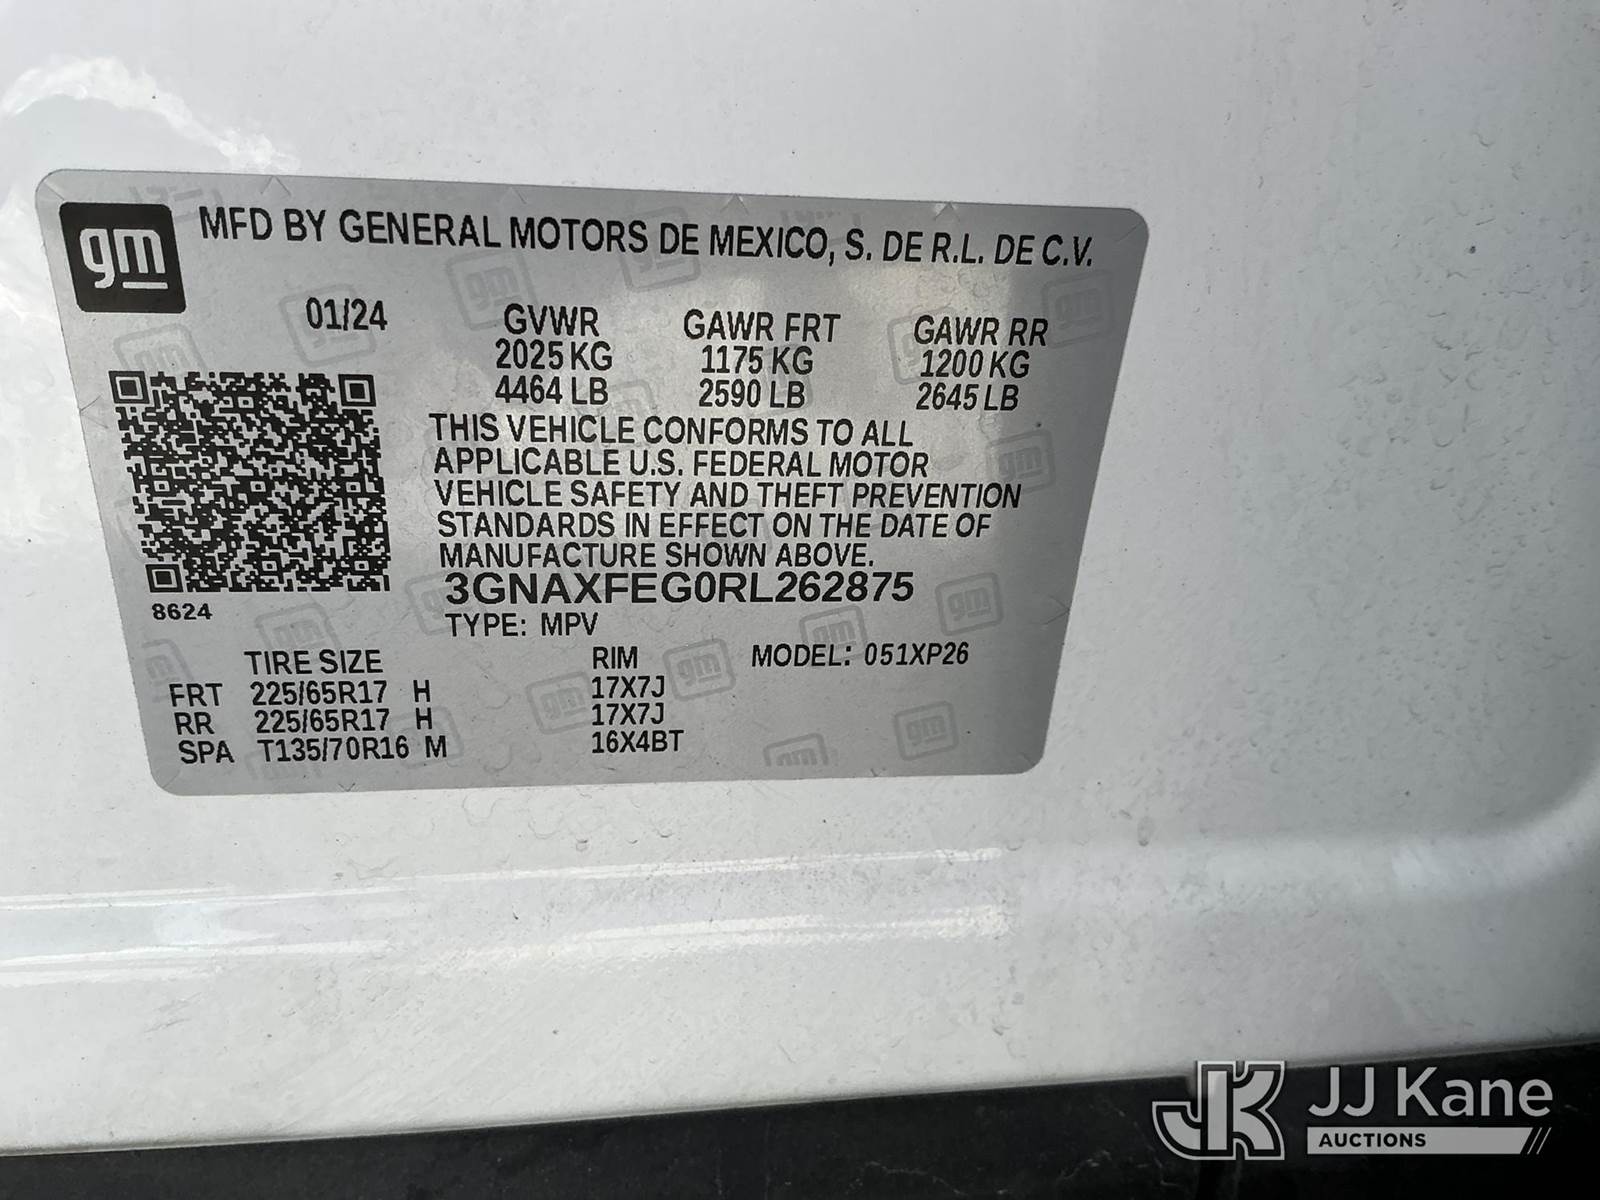 gm
MFD BY GENERAL MOTORS DE MEXICO, S. DE R.L. DE C.V.
01/24 GVWR GAWR FRT GAWR RR
2025 KG 1175 KG 1200 KG
4464 LB 2590 LB 2645 LB
THIS VEHICLE CONFORMS TO ALL
APPLICABLE U.S. FEDERAL MOTOR
VEHICLE SAFETY AND THEFT PREVENTION
STANDARDS IN EFFECT ON THE DATE OF
MANUFACTURE SHOWN ABOVE.
3GNAXFEG0RL262875
8624
TYPE: MPV
TIRE SIZE RIM MODEL: 051XP26
FRT 225/65R17 H 17X7J
RR 225/65R17 H 17X7J
SPA T135/70R16 M 16X4BT
JK JJ Kane
AUCTIONS